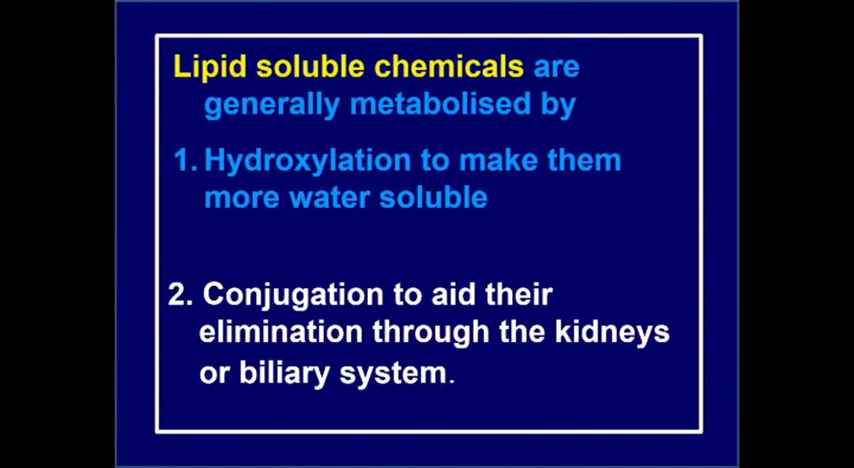 Lipid soluble chemicals are
generally metabolised by
1. Hydroxylation to make them
more water soluble
2. Conjugation to aid their
elimination through the kidneys
or biliary system.